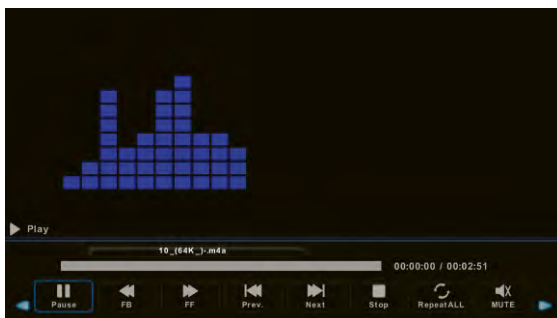 Play
10_(64K_)-.m4a
00:00:00 / 00:02:51
Pause FB FF Prev. Next Stop RepeatALL MUTE